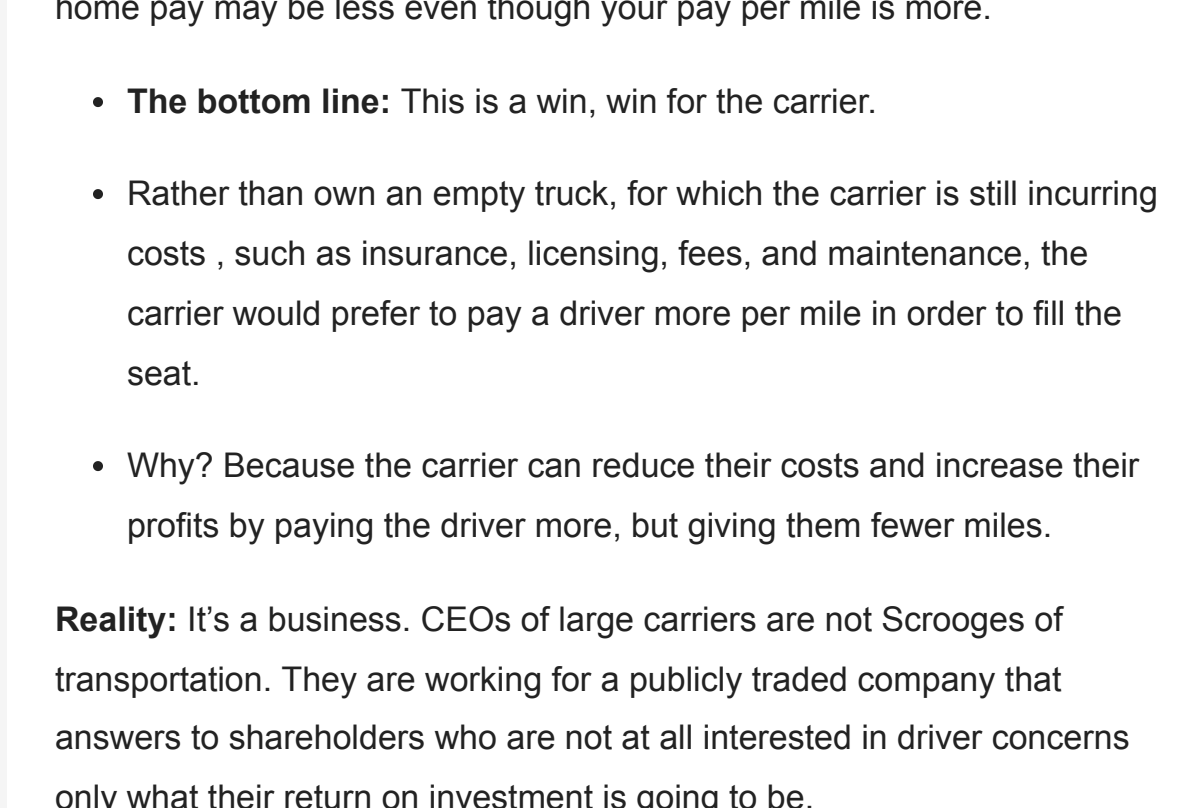 home pay may be less even though your pay per mile is more.
• The bottom line: This is a win, win for the carrier.
• Rather than own an empty truck, for which the carrier is still incurring
costs , such as insurance, licensing, fees, and maintenance, the
carrier would prefer to pay a driver more per mile in order to fill the
seat.
• Why? Because the carrier can reduce their costs and increase their
profits by paying the driver more, but giving them fewer miles.
Reality: It’s a business. CEOs of large carriers are not Scrooges of
transportation. They are working for a publicly traded company that
answers to shareholders who are not at all interested in driver concerns
only what their return on investment is going to be.